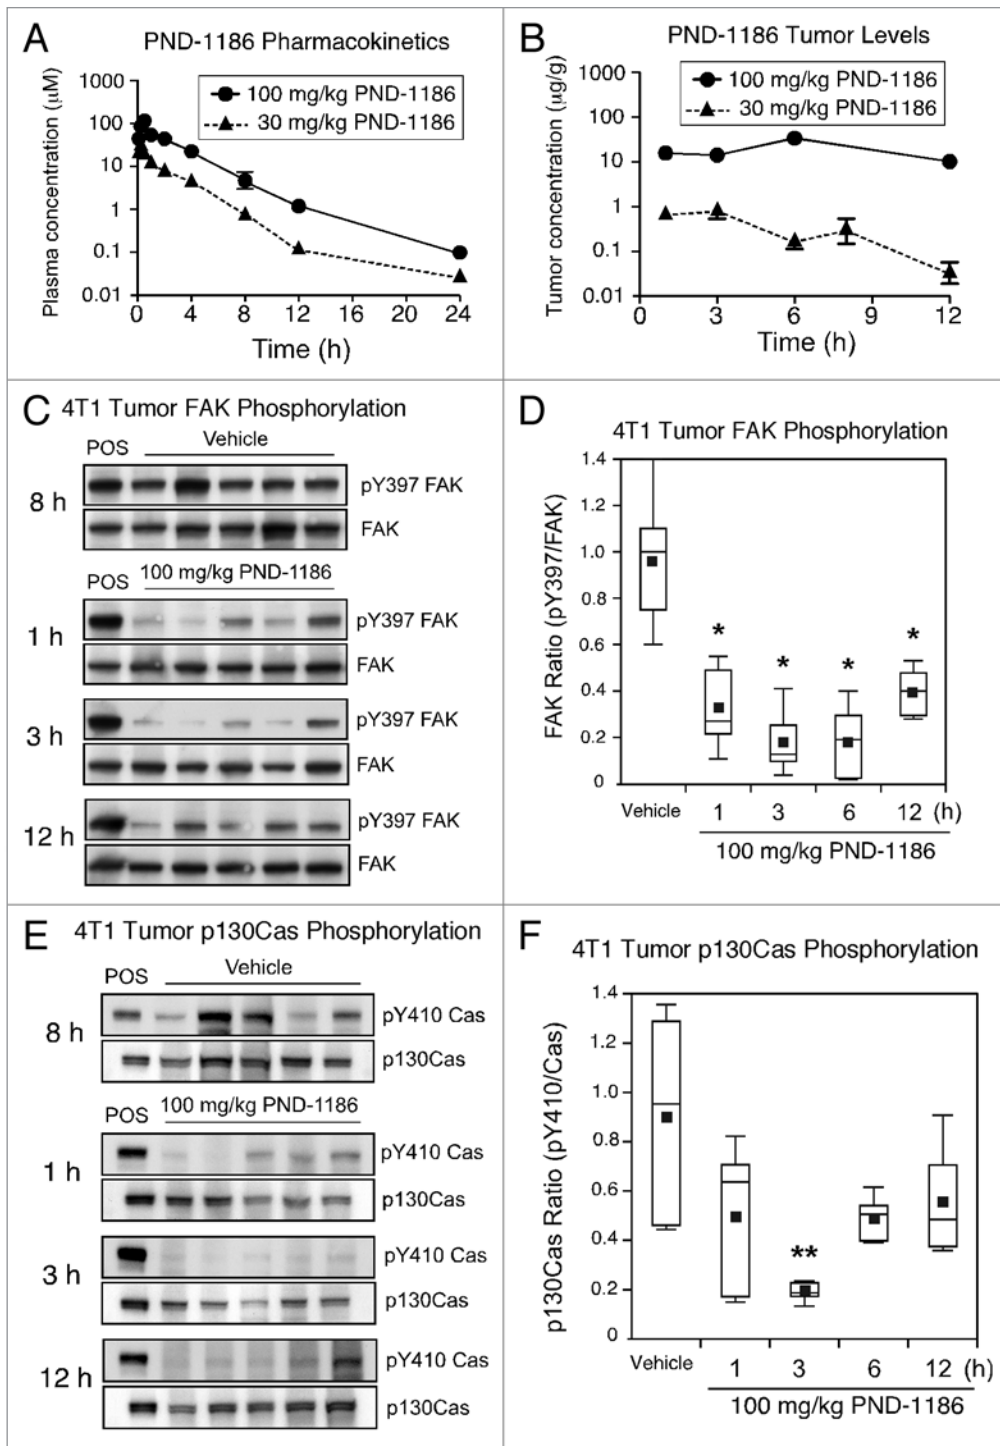 A
PND-1186 Pharmacokinetics
Plasma concentration (μM)
1000
100
10
1
0.1
0.01
100 mg/kg PND-1186
30 mg/kg PND-1186
0 4 8 12 16 20 24
Time (h)
B
PND-1186 Tumor Levels
Tumor concentration (μg/g)
1000
100
10
1
0.1
0.01
100 mg/kg PND-1186
30 mg/kg PND-1186
0 3 6 9 12
Time (h)
C
4T1 Tumor FAK Phosphorylation
POS Vehicle
8 h
pY397 FAK
FAK
POS 100 mg/kg PND-1186
1 h
pY397 FAK
FAK
3 h
pY397 FAK
FAK
12 h
pY397 FAK
FAK
D
4T1 Tumor FAK Phosphorylation
FAK Ratio (pY397/FAK)
1.4
1.2
1.0
0.8
0.6
0.4
0.2
0
* * * *
Vehicle 1 3 6 12 (h)
100 mg/kg PND-1186
E
4T1 Tumor p130Cas Phosphorylation
POS Vehicle
8 h
pY410 Cas
p130Cas
POS 100 mg/kg PND-1186
1 h
pY410 Cas
p130Cas
3 h
pY410 Cas
p130Cas
12 h
pY410 Cas
p130Cas
F
4T1 Tumor p130Cas Phosphorylation
p130Cas Ratio (pY410/Cas)
1.4
1.2
1.0
0.8
0.6
0.4
0.2
0
**
Vehicle 1 3 6 12 (h)
100 mg/kg PND-1186